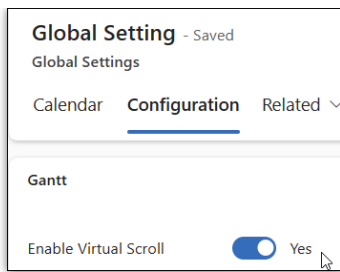 Global Setting - Saved
Global Settings
Calendar Configuration Related
Gantt
Enable Virtual Scroll Yes